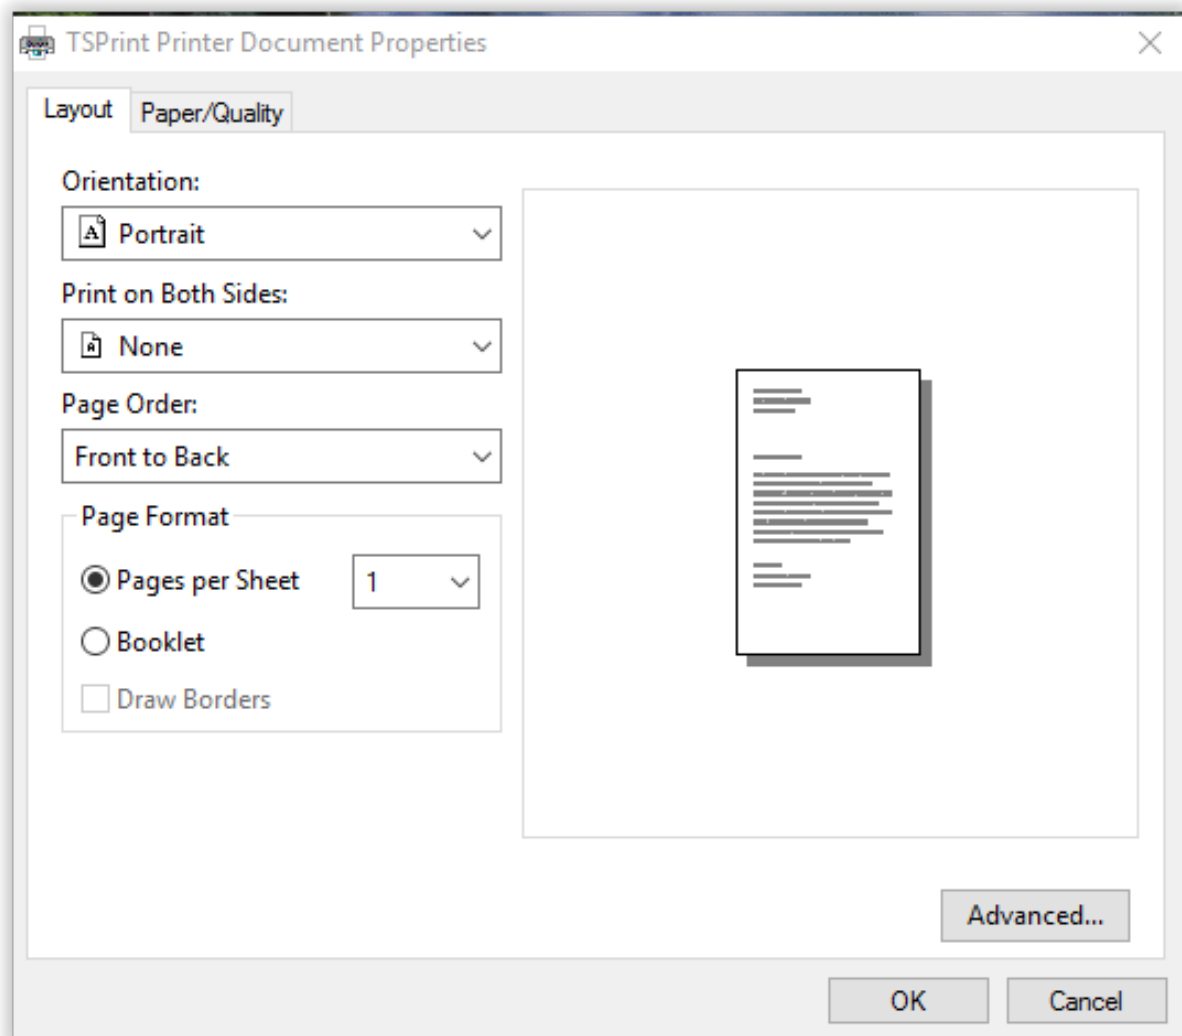 TSPrint Printer Document Properties
Layout
Paper/Quality
Orientation:
A Portrait
Print on Both Sides:
A None
Page Order:
Front to Back
Page Format
Pages per Sheet
1
Booklet
Draw Borders
Advanced...
OK
Cancel